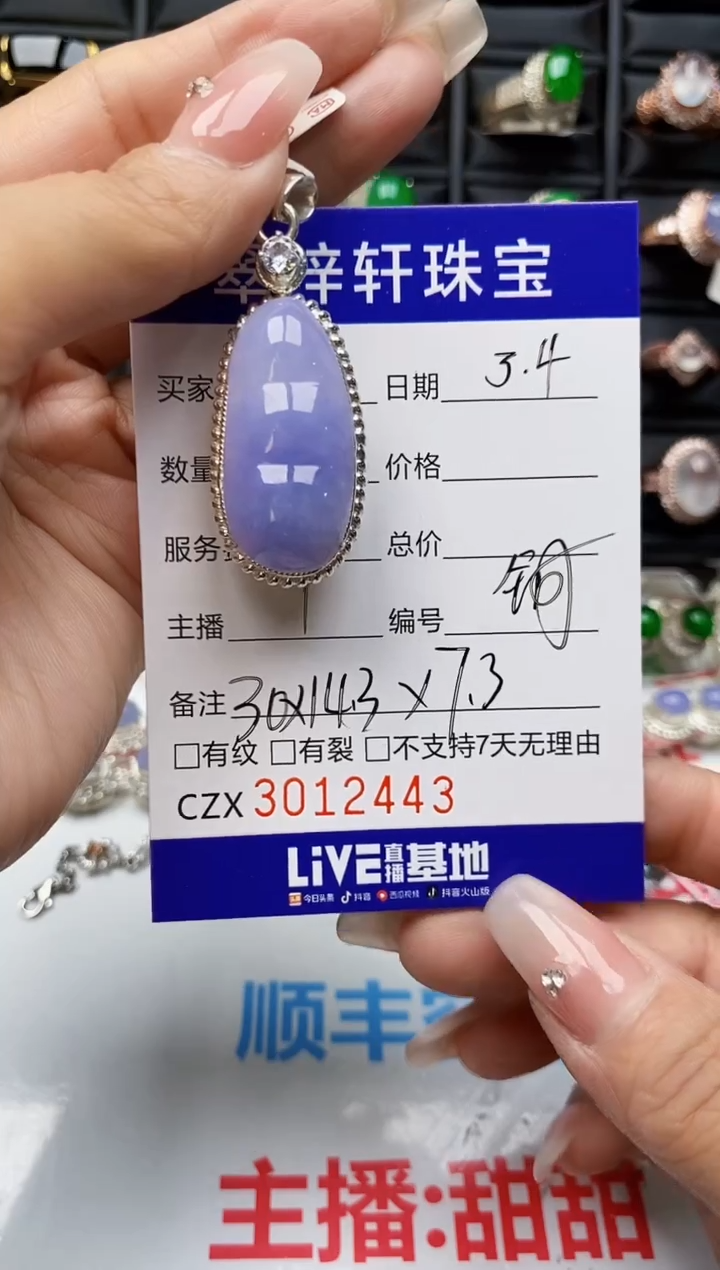 梓轩珠宝
买家 日期 3.4
数量 价格
服务 总价
主播 编号
备注 30X14.3X7.3
□有纹 □有裂 □不支持7天无理由
CZX 3012443
LiVE直播基地
今日头条 抖音 西瓜视频 抖音火山版
顺丰
主播:甜甜